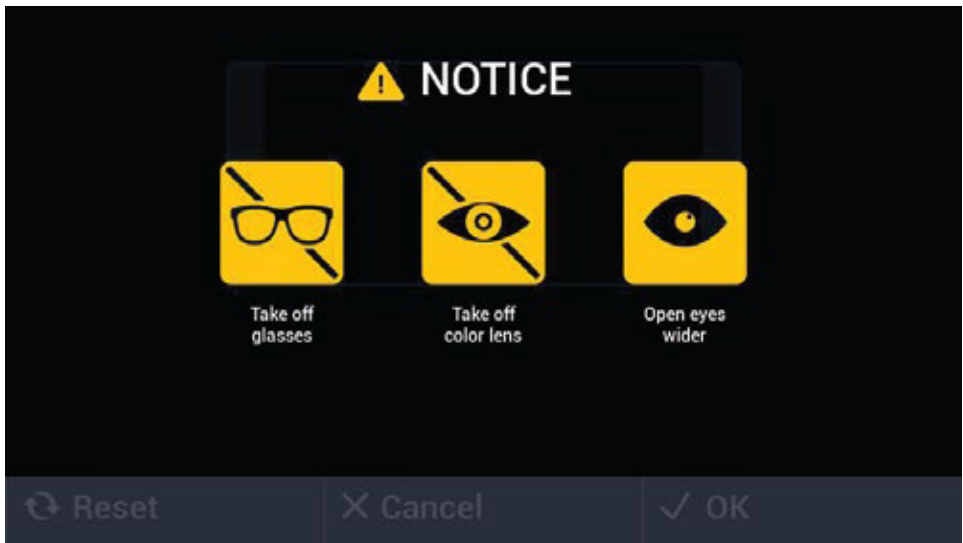 NOTICE
Take off
glasses
Take off
color lens
Open eyes
wider
Reset
Cancel
OK